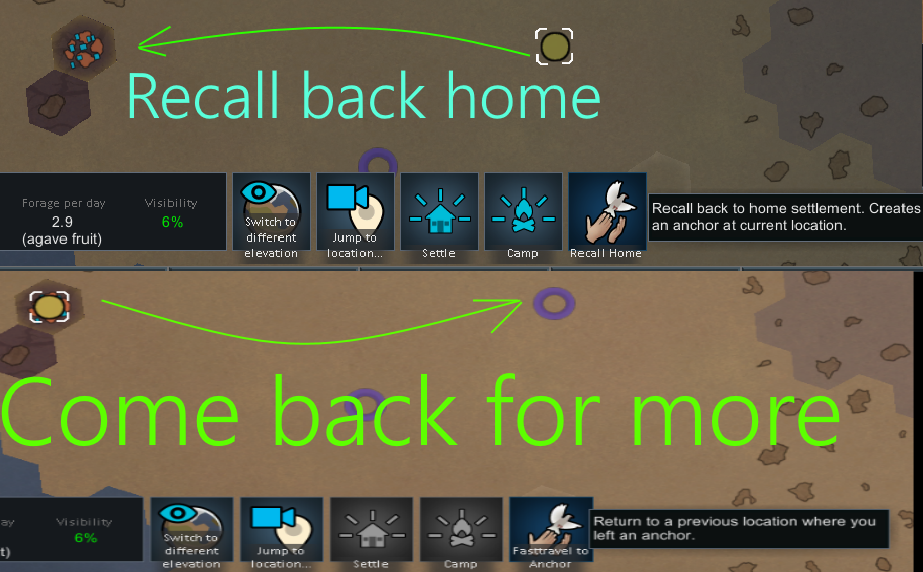 Recall back home
Forage per day
2.9
(agave fruit)
Visibility
6%
Switch to
different
elevation
Jump to
location...
Settle
Camp
Recall Home
Recall back to home settlement. Creates
an anchor at current location.
Come back for more
ay
t)
Visibility
6%
Switch to
different
elevation
Jump to
location...
Settle
Camp
Fasttravel to
Anchor
Return to a previous location where you
left an anchor.